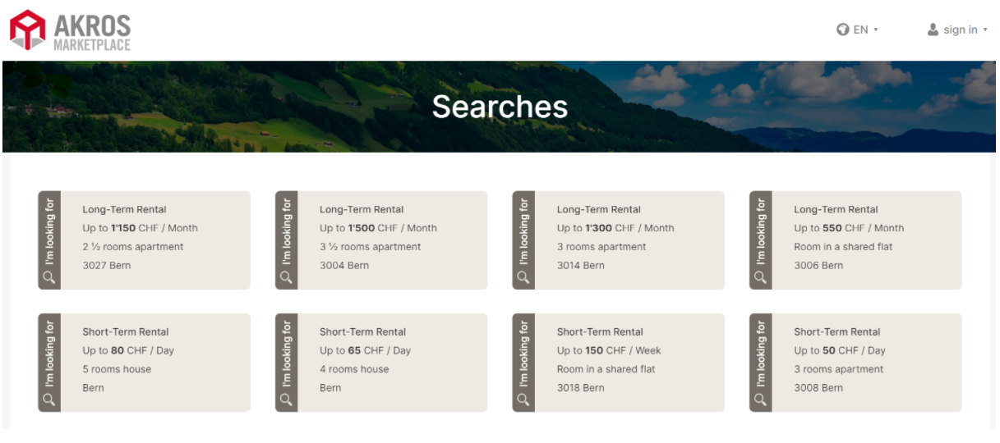 AKROS
MARKETPLACE
EN
sign in
Searches
I'm looking for
Long-Term Rental
Up to 1'150 CHF / Month
2 ½ rooms apartment
3027 Bern
I'm looking for
Long-Term Rental
Up to 1'500 CHF / Month
3 ½ rooms apartment
3004 Bern
I'm looking for
Long-Term Rental
Up to 1'300 CHF / Month
3 rooms apartment
3014 Bern
I'm looking for
Long-Term Rental
Up to 550 CHF / Month
Room in a shared flat
3006 Bern
I'm looking for
Short-Term Rental
Up to 80 CHF / Day
5 rooms house
Bern
I'm looking for
Short-Term Rental
Up to 65 CHF / Day
4 rooms house
Bern
I'm looking for
Short-Term Rental
Up to 150 CHF / Week
Room in a shared flat
3018 Bern
I'm looking for
Short-Term Rental
Up to 50 CHF / Day
3 rooms apartment
3008 Bern